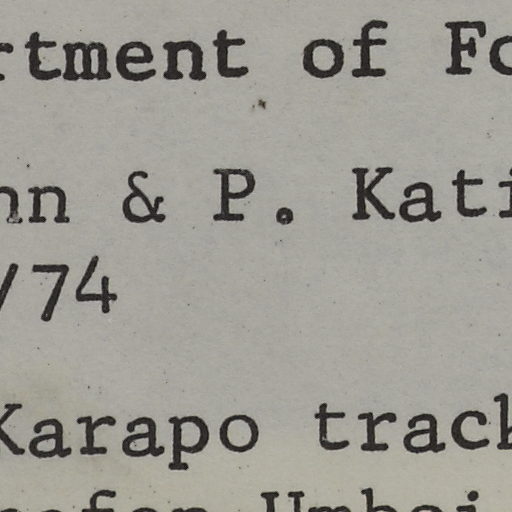 rtment of Fo
nn & P. Kati
/74
Karapo track